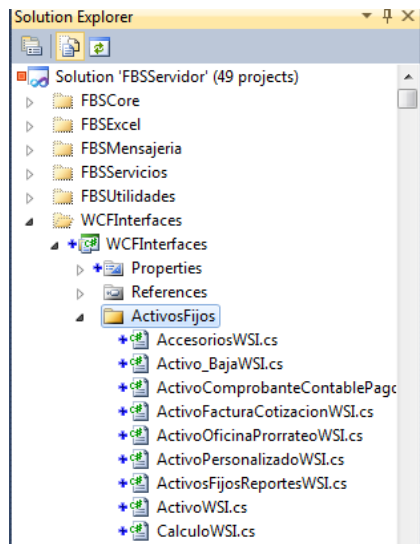 Solution Explorer
Solution 'FBSServidor' (49 projects)
FBSCore
FBSExcel
FBSMensajeria
FBSServicios
FBSUtilidades
WCFInterfaces
WCFInterfaces
Properties
References
ActivosFijos
AccesoriosWSI.cs
Activo_BajaWSI.cs
ActivoComprobanteContablePago
ActivoFacturaCotizacionWSI.cs
ActivoOficinaProrrateoWSI.cs
ActivoPersonalizadoWSI.cs
ActivosFijosReportesWSI.cs
ActivoWSI.cs
CalculoWSI.cs